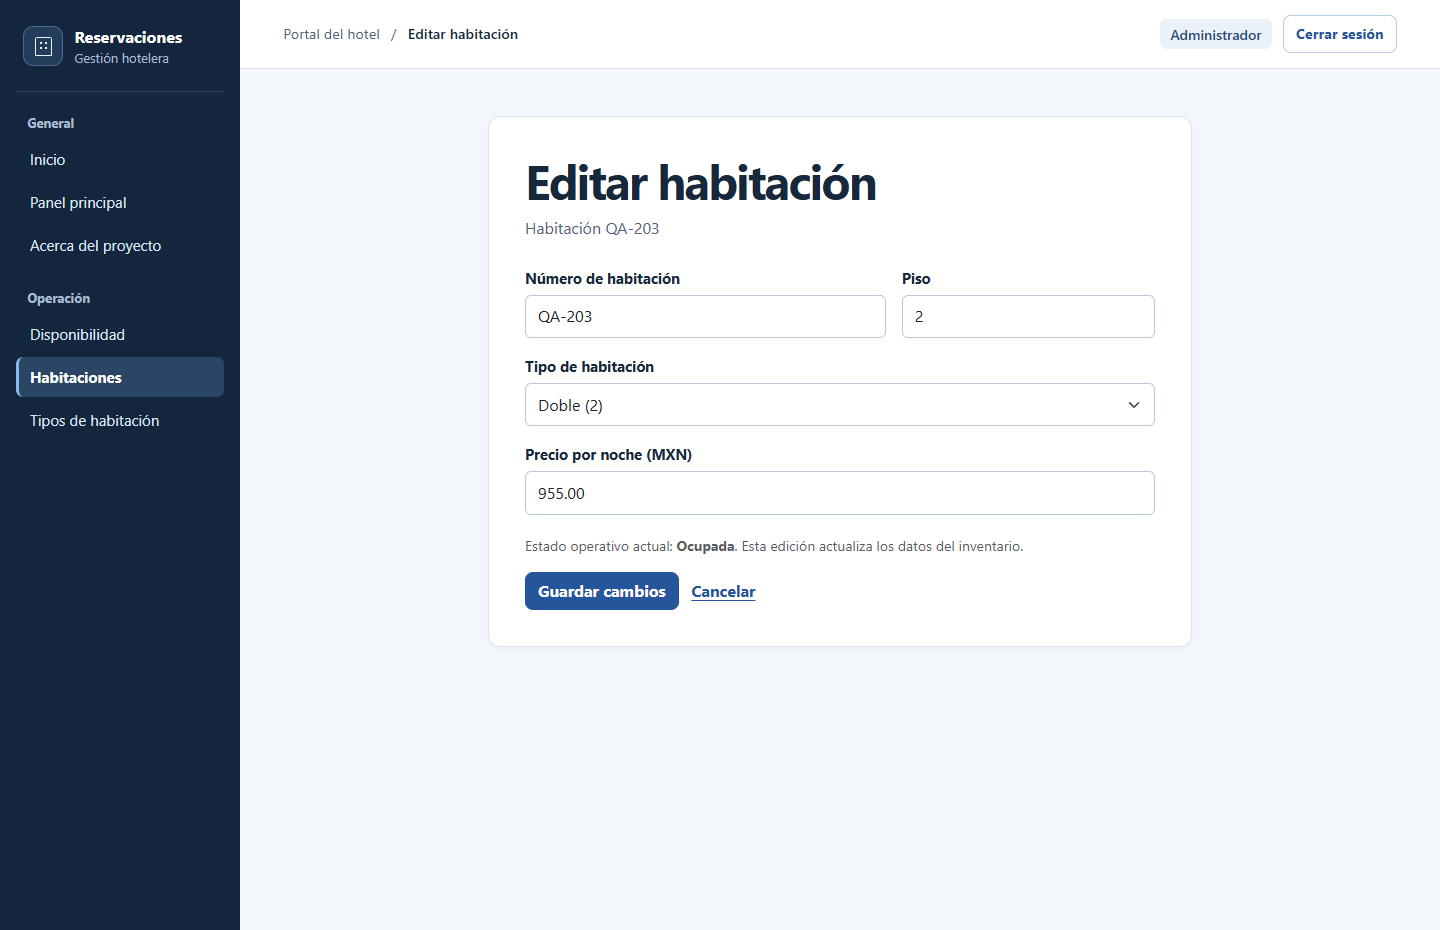 Reservaciones
Gestión hotelera
General
Inicio
Panel principal
Acerca del proyecto
Operación
Disponibilidad
Habitaciones
Tipos de habitación
Portal del hotel / Editar habitación
Administrador
Cerrar sesión
Editar habitación
Habitación QA-203
Número de habitación
QA-203
Piso
2
Tipo de habitación
Doble (2)
Precio por noche (MXN)
955.00
Estado operativo actual: Ocupada. Esta edición actualiza los datos del inventario.
Guardar cambios
Cancelar